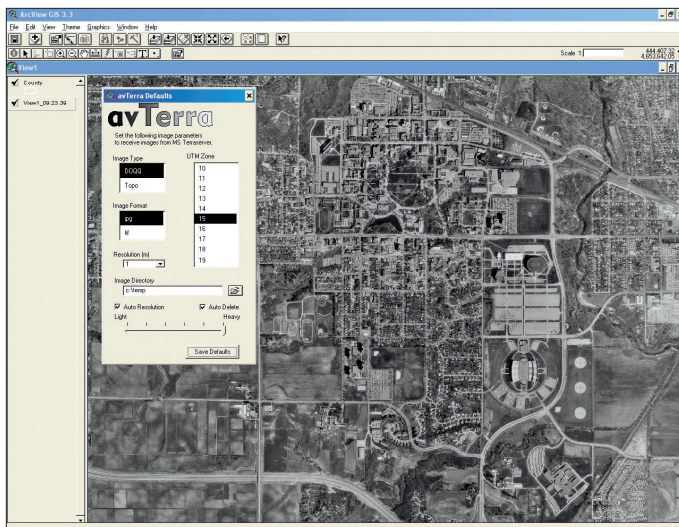 ArcView GIS 3.3
File Edit View Theme Graphics Window Help
Scale 1:
444,407.32
4,653,642.05
View1
County
View1_09:23.39
avTerra Defaults
avTerra
Set the following image parameters
to receive images from MS Terraserver.
Image Type
DOQQ
Topo
Image Format
jpg
tif
Resolution (m)
1
UTM Zone
10
11
12
13
14
15
16
17
18
19
Image Directory
c:\temp
Auto Resolution
Auto Delete
Light
Heavy
Save Defaults